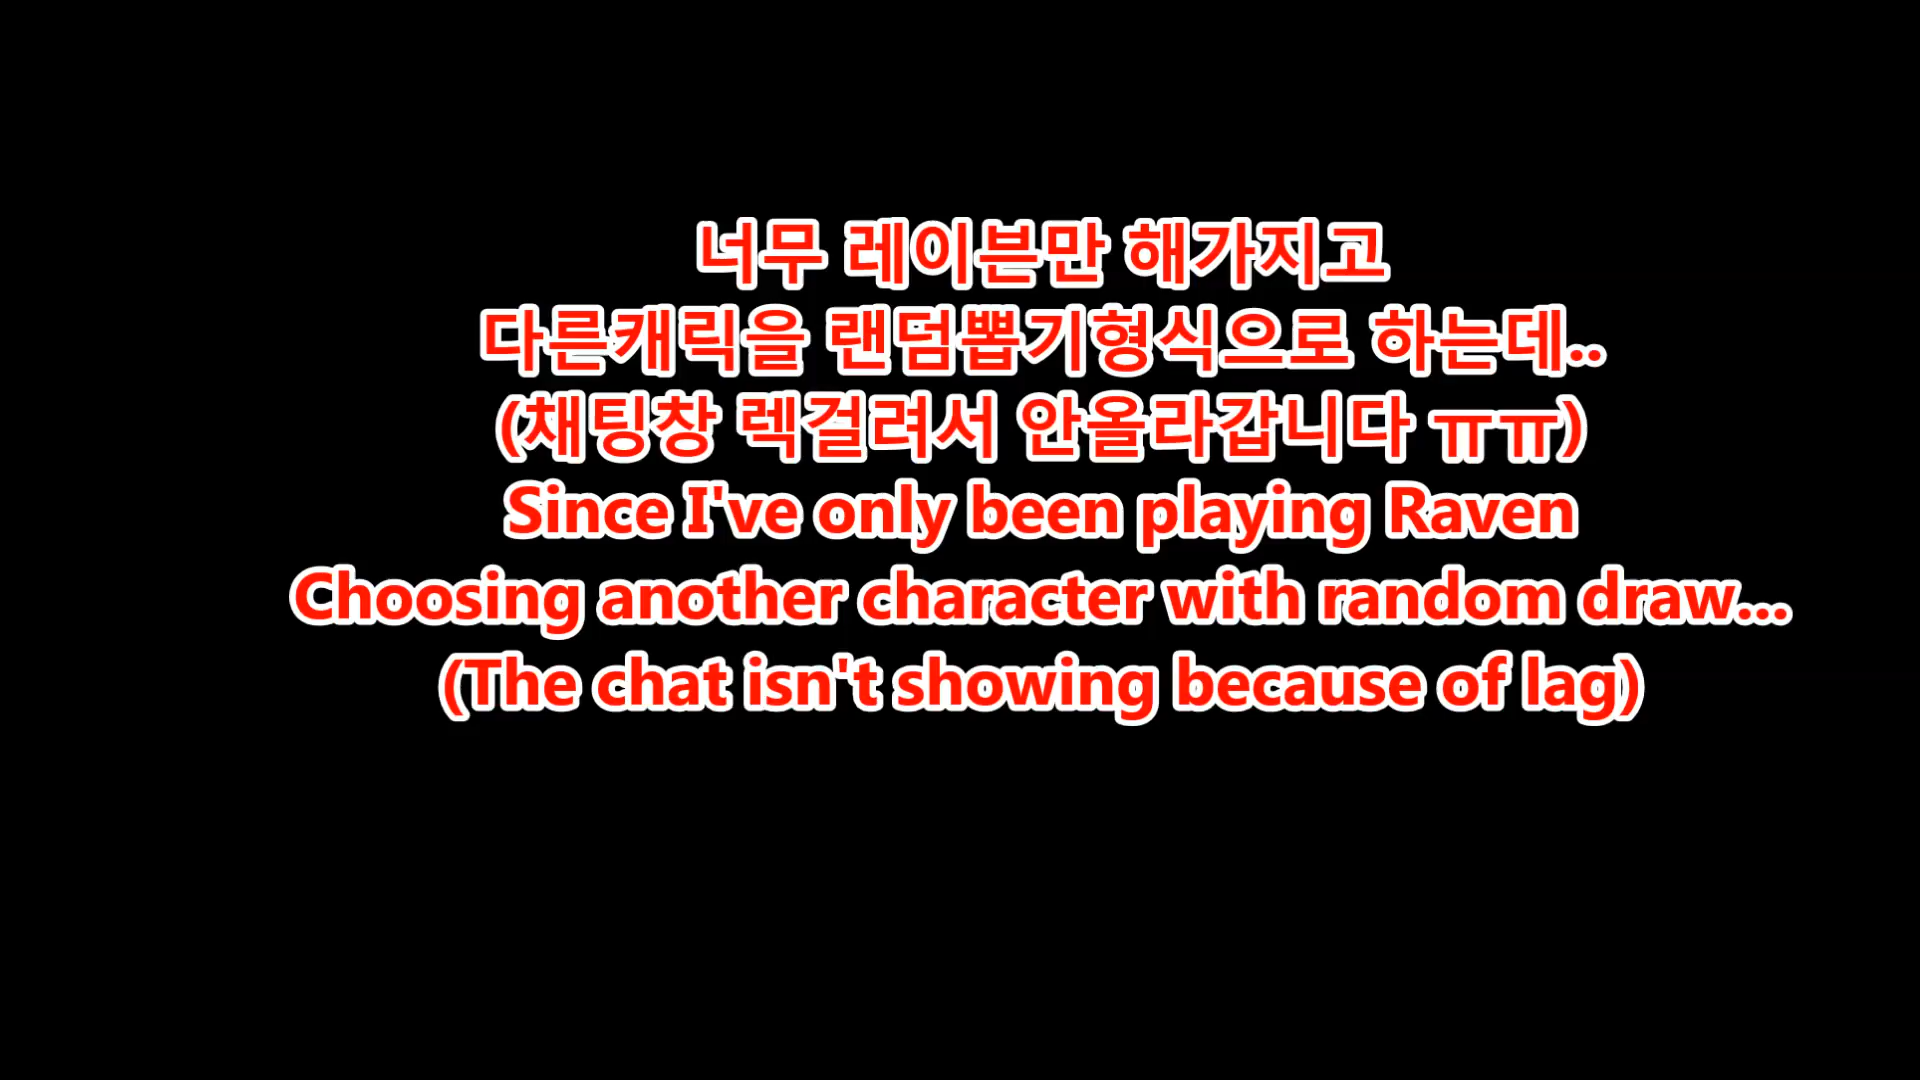 너무 레이븐만 해가지고
다른캐릭을 랜덤뽑기형식으로 하는데..
(채팅창 렉걸려서 안올라갑니다 ㅠㅠ)
Since I've only been playing Raven
Choosing another character with random draw...
(The chat isn't showing because of lag)